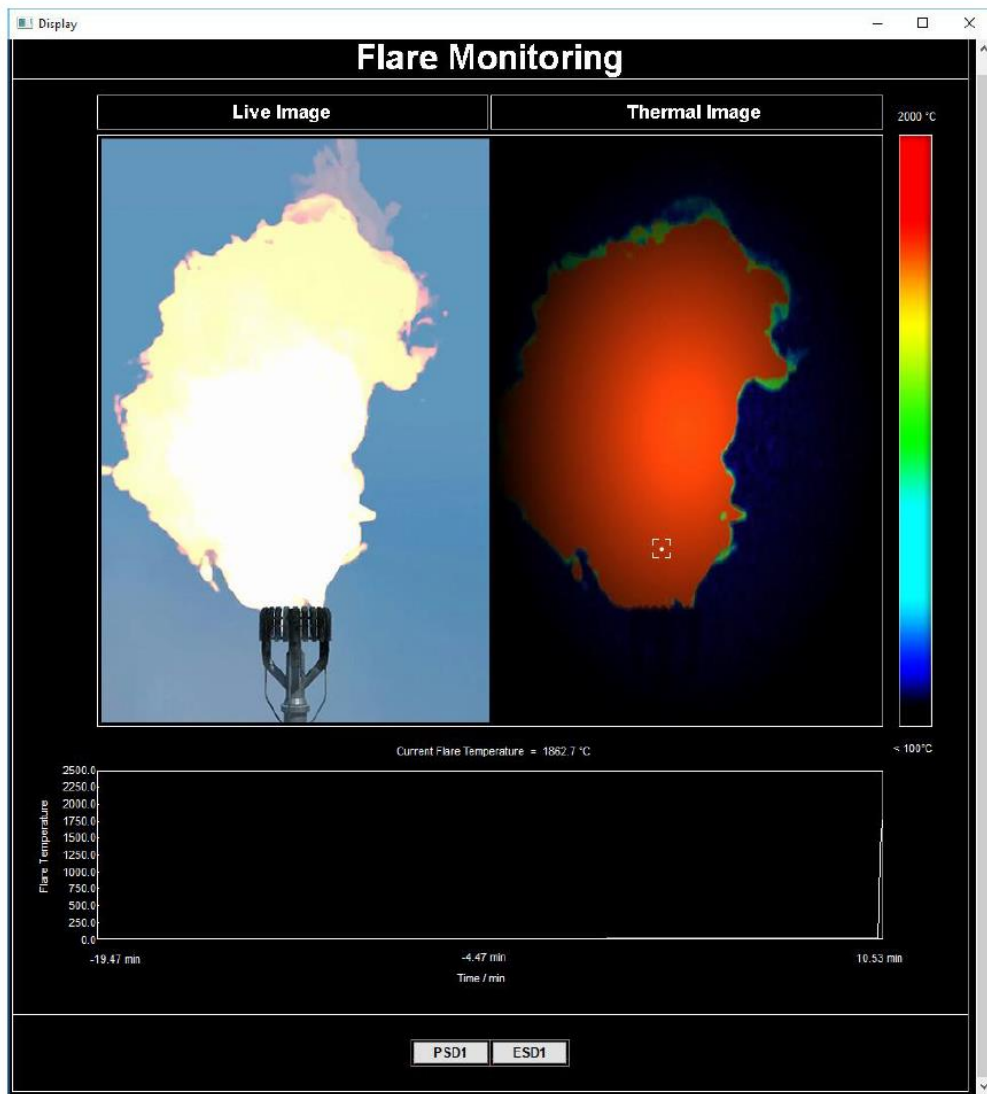 Display
Flare Monitoring
Live Image
Thermal Image
2000 °C
< 100°C
Current Flare Temperature = 1862.7 °C
Flare Temperature
2500.0
2250.0
2000.0
1750.0
1500.0
1250.0
1000.0
750.0
500.0
250.0
0.0
-19.47 min
-4.47 min
10.53 min
Time / min
PSD1
ESD1